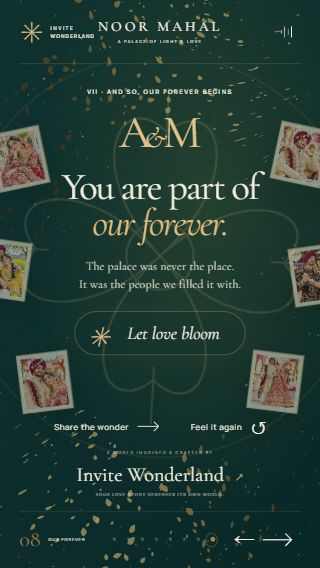 INVITE
WONDERLAND
NOOR MAHAL
A PALACE OF LIGHT & LOVE
VII · AND SO, OUR FOREVER BEGINS
A&M
You are part of
our forever.
The palace was never the place.
It was the people we filled it with.
Let love bloom
Share the wonder
Feel it again
A WORLD IMAGINED & CRAFTED BY
Invite Wonderland
YOUR LOVE STORY DESERVES ITS OWN WORLD.
08 OUR FOREVER